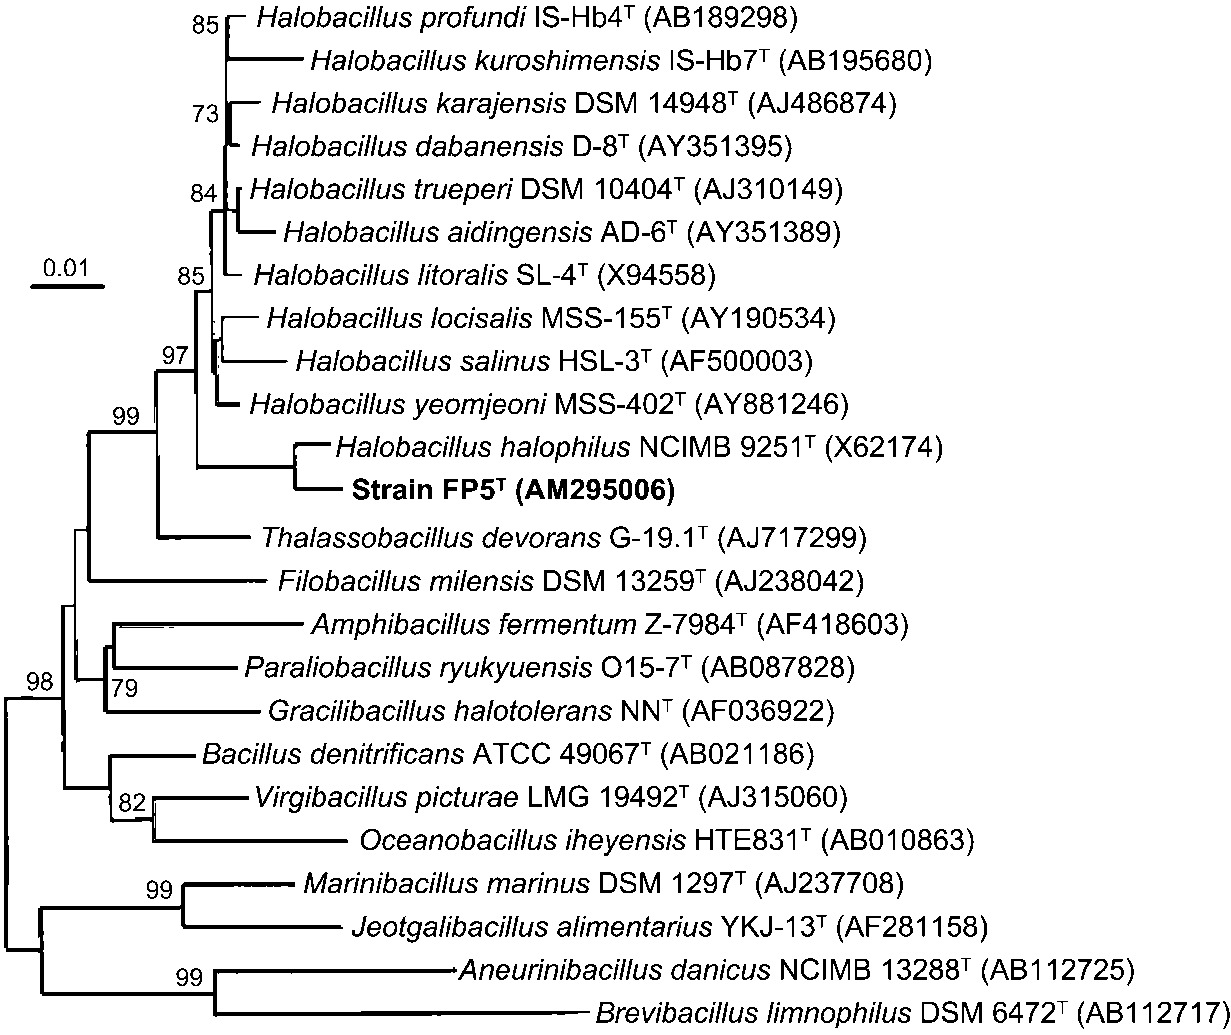 85 Halobacillus profundi IS-Hb4ᵀ (AB189298)
Halobacillus kuroshimensis IS-Hb7ᵀ (AB195680)
73 Halobacillus karajensis DSM 14948ᵀ (AJ486874)
Halobacillus dabanensis D-8ᵀ (AY351395)
84 Halobacillus trueperi DSM 10404ᵀ (AJ310149)
Halobacillus aidingensis AD-6ᵀ (AY351389)
0.01 85 Halobacillus litoralis SL-4ᵀ (X94558)
Halobacillus locisalis MSS-155ᵀ (AY190534)
97 Halobacillus salinus HSL-3ᵀ (AF500003)
99 Halobacillus yeomjeoni MSS-402ᵀ (AY881246)
Halobacillus halophilus NCIMB 9251ᵀ (X62174)
Strain FP5ᵀ (AM295006)
Thalassobacillus devorans G-19.1ᵀ (AJ717299)
Filobacillus milensis DSM 13259ᵀ (AJ238042)
Amphibacillus fermentum Z-7984ᵀ (AF418603)
Paraliobacillus ryukyuensis O15-7ᵀ (AB087828)
98 79
Gracilibacillus halotolerans NNᵀ (AF036922)
Bacillus denitrificans ATCC 49067ᵀ (AB021186)
82 Virgibacillus picturae LMG 19492ᵀ (AJ315060)
Oceanobacillus iheyensis HTE831ᵀ (AB010863)
99 Marinibacillus marinus DSM 1297ᵀ (AJ237708)
Jeotgalibacillus alimentarius YKJ-13ᵀ (AF281158)
99 Aneurinibacillus danicus NCIMB 13288ᵀ (AB112725)
Brevibacillus limnophilus DSM 6472ᵀ (AB112717)